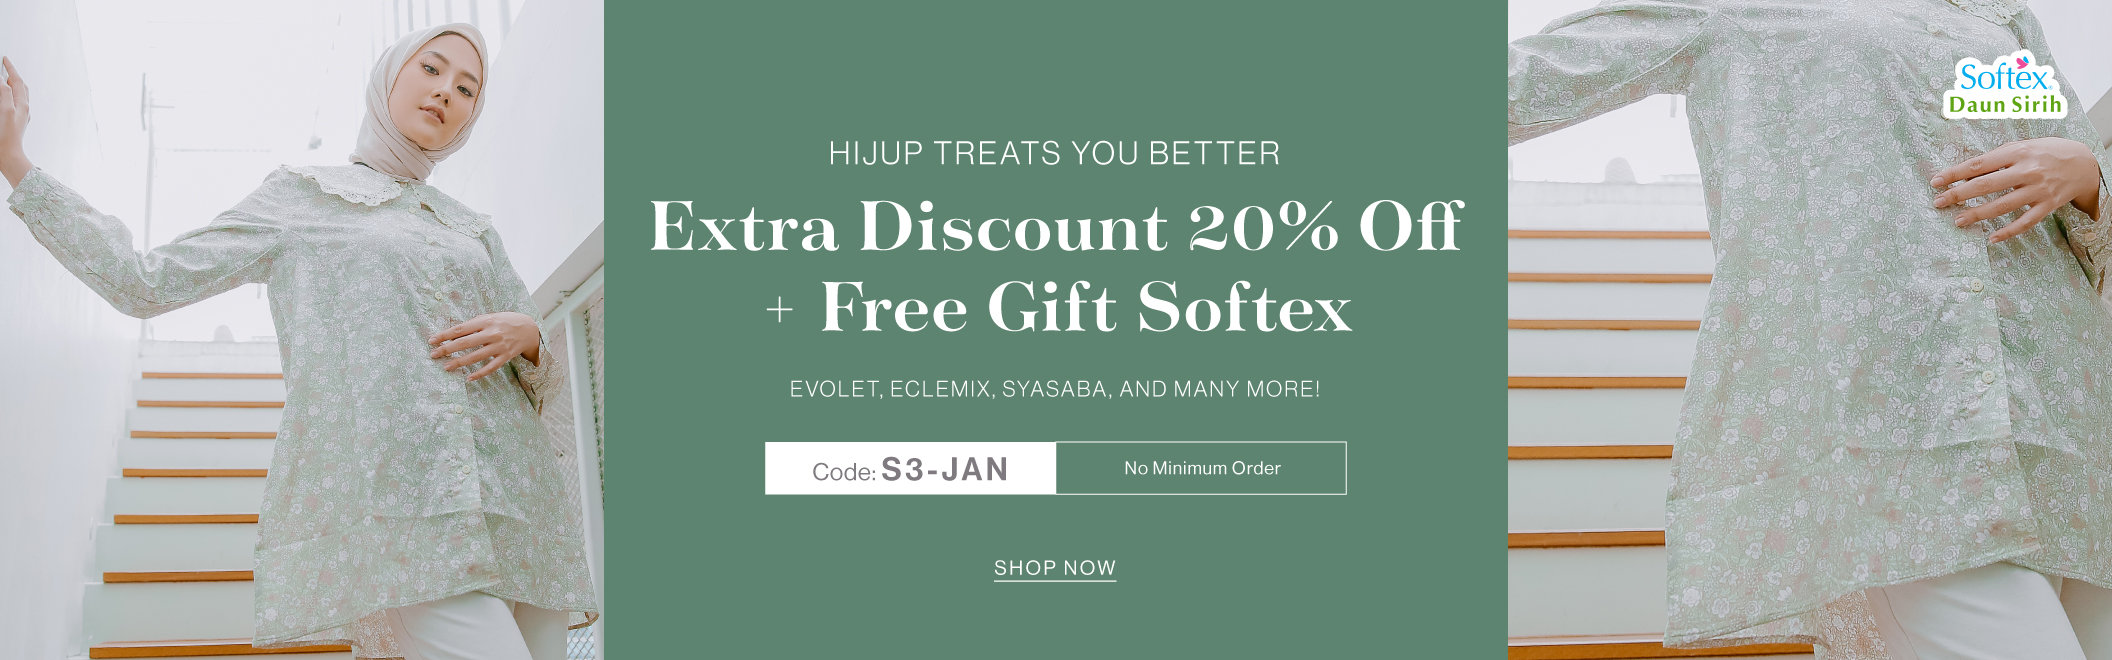 HIJUP TREATS YOU BETTER
Extra Discount 20% Off
+ Free Gift Softex
EVOLET, ECLEMIX, SYASABA, AND MANY MORE!
Code: S3-JAN
No Minimum Order
SHOP NOW
Softex
Daun Sirih